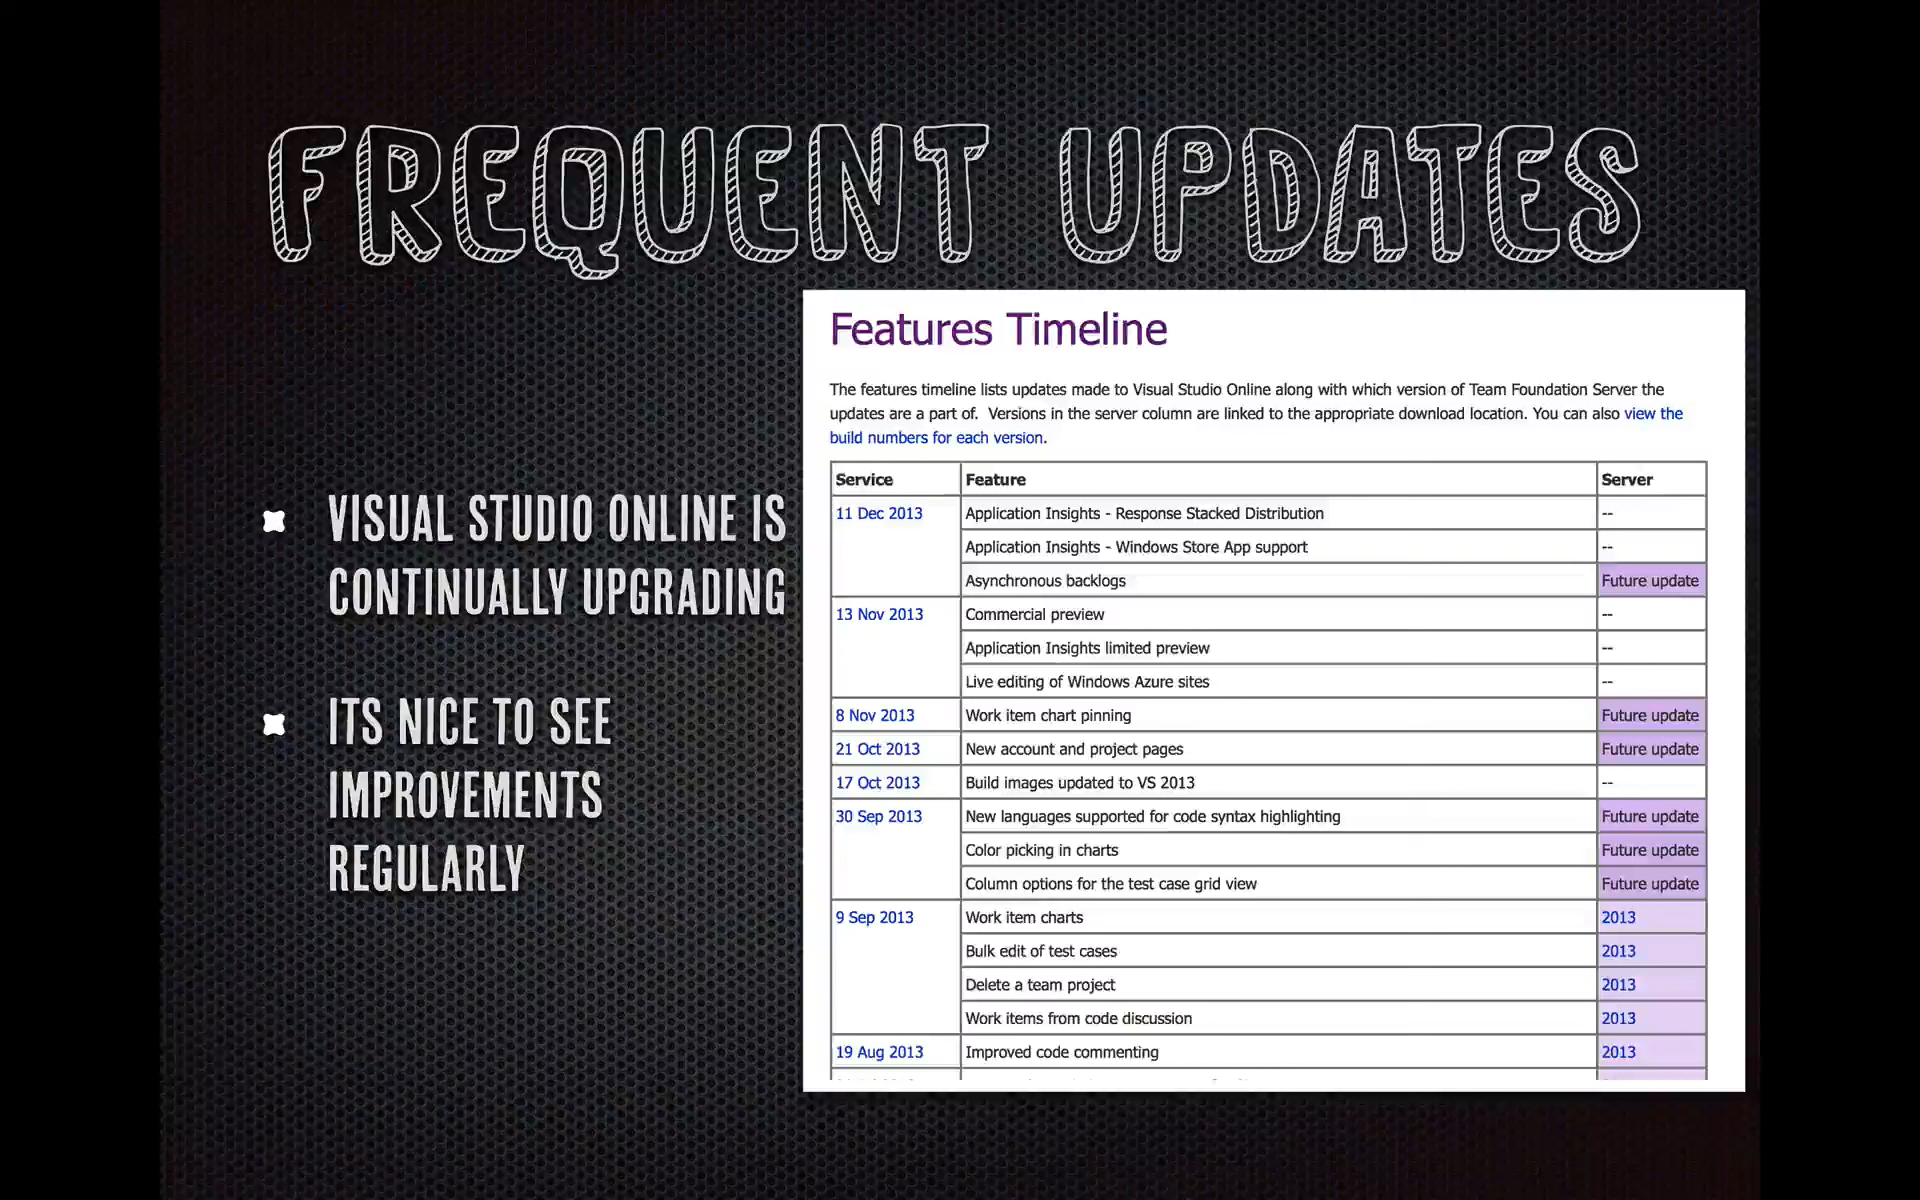 FREQUENT UPDATES
VISUAL STUDIO ONLINE IS
CONTINUALLY UPGRADING
ITS NICE TO SEE
IMPROVEMENTS
REGULARLY
Features Timeline
The features timeline lists updates made to Visual Studio Online along with which version of Team Foundation Server the
updates are a part of. Versions in the server column are linked to the appropriate download location. You can also view the
build numbers for each version.
Service Feature Server
11 Dec 2013 Application Insights - Response Stacked Distribution --
Application Insights - Windows Store App support --
Asynchronous backlogs Future update
13 Nov 2013 Commercial preview --
Application Insights limited preview --
Live editing of Windows Azure sites --
8 Nov 2013 Work item chart pinning Future update
21 Oct 2013 New account and project pages Future update
17 Oct 2013 Build images updated to VS 2013 --
30 Sep 2013 New languages supported for code syntax highlighting Future update
Color picking in charts Future update
Column options for the test case grid view Future update
9 Sep 2013 Work item charts 2013
Bulk edit of test cases 2013
Delete a team project 2013
Work items from code discussion 2013
19 Aug 2013 Improved code commenting 2013